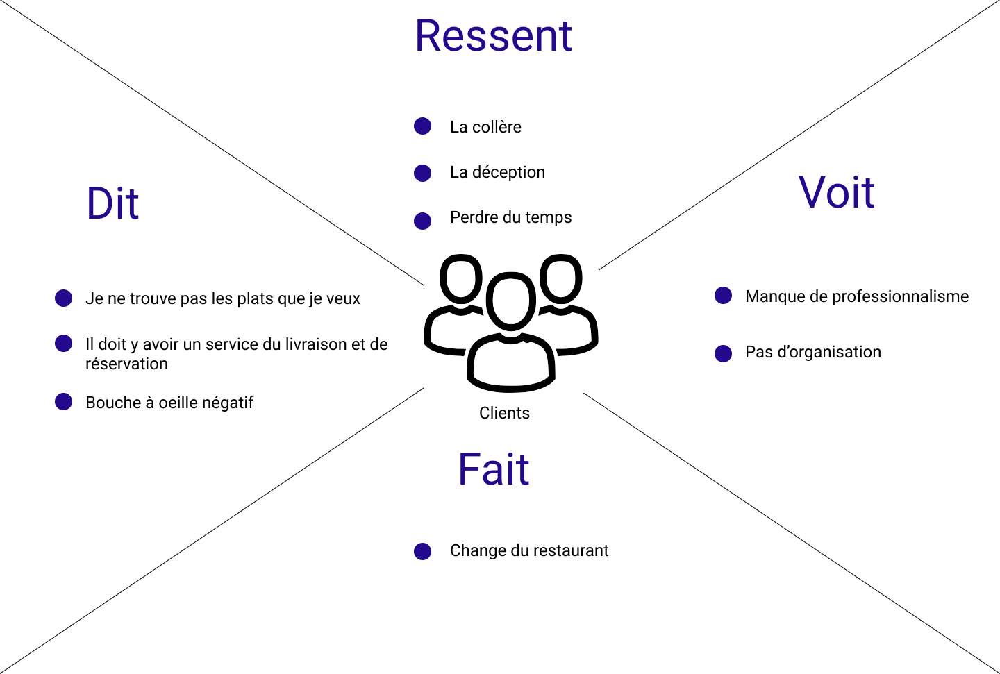 Ressent
La collère
La déception
Perdre du temps
Dit
Je ne trouve pas les plats que je veux
Il doit y avoir un service du livraison et de
réservation
Bouche à oeille négatif
Voit
Manque de professionnalisme
Pas d’organisation
Clients
Fait
Change du restaurant